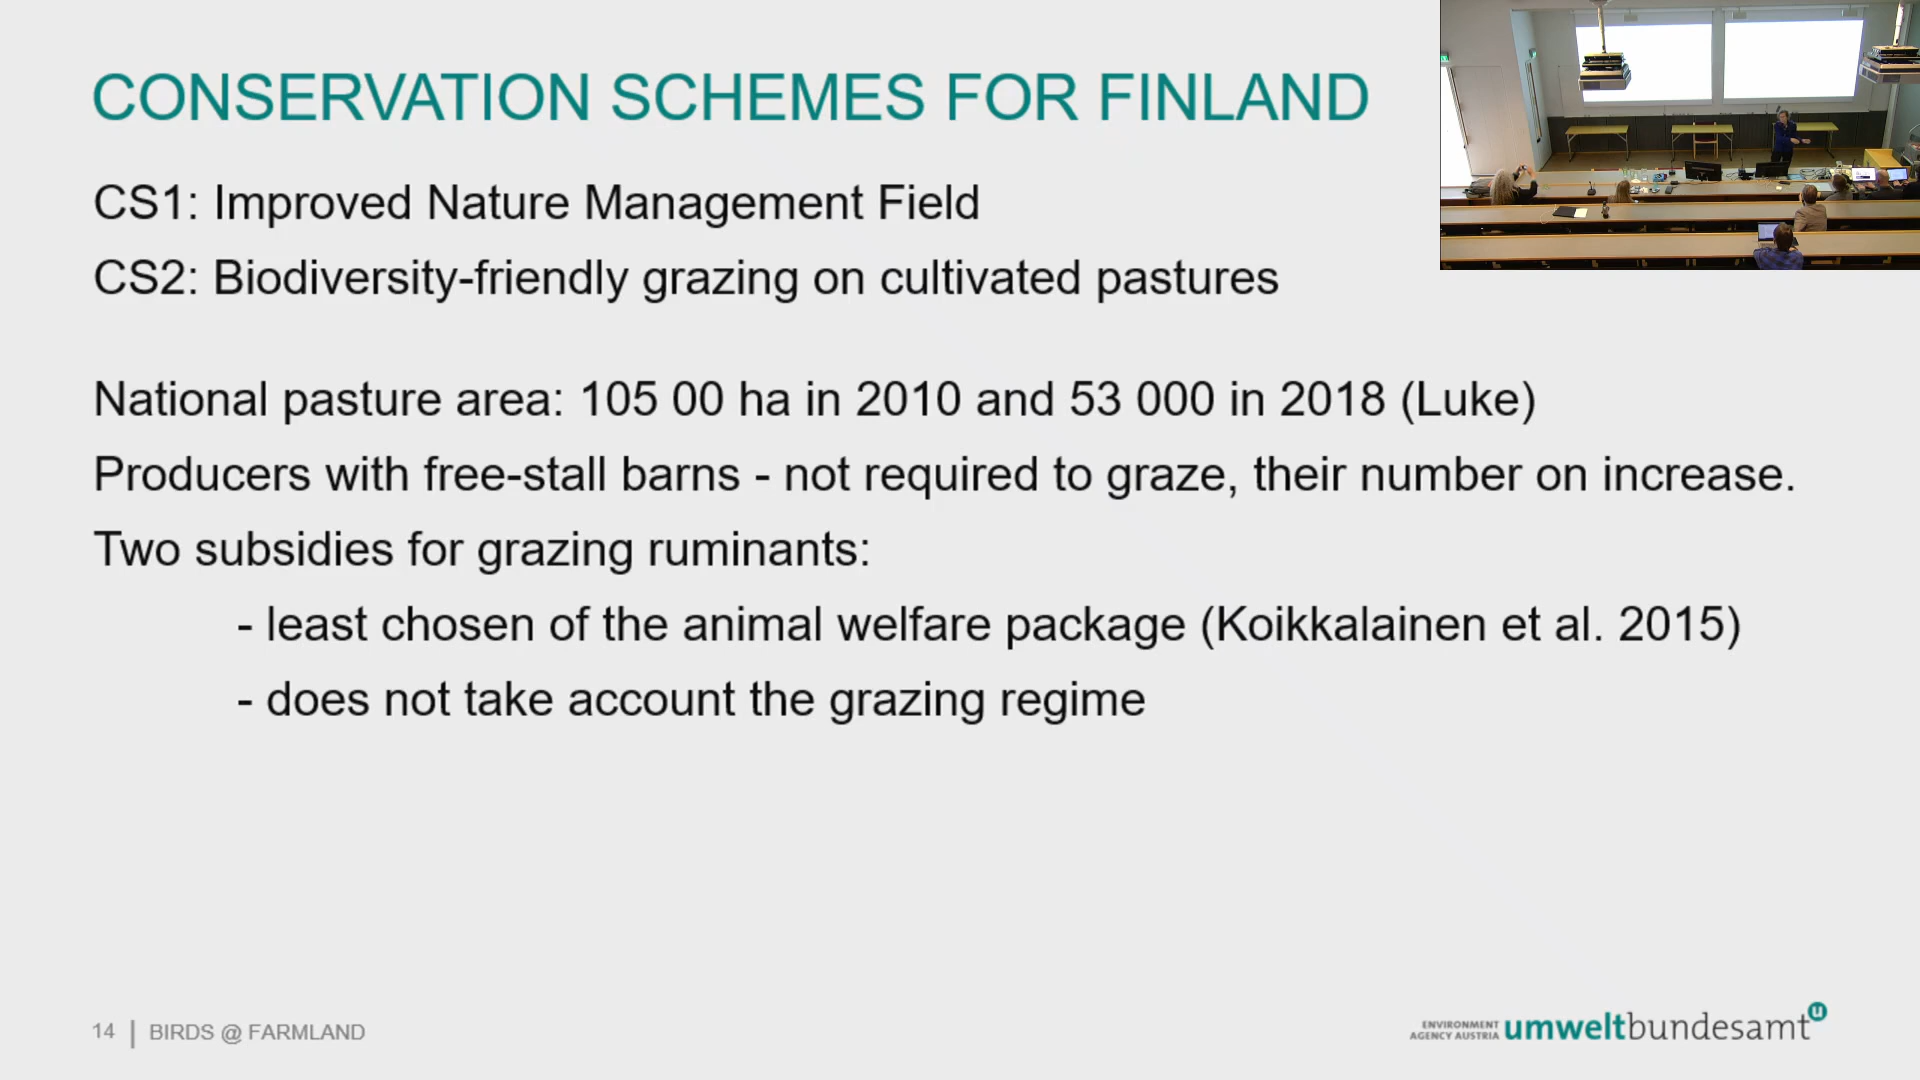 CONSERVATION SCHEMES FOR FINLAND
CS1: Improved Nature Management Field
CS2: Biodiversity-friendly grazing on cultivated pastures
National pasture area: 105 00 ha in 2010 and 53 000 in 2018 (Luke)
Producers with free-stall barns - not required to graze, their number on increase.
Two subsidies for grazing ruminants:
- least chosen of the animal welfare package (Koikkalainen et al. 2015)
- does not take account the grazing regime
14 | BIRDS @ FARMLAND
ENVIRONMENT
AGENCY AUSTRIA
umweltbundesamt
U